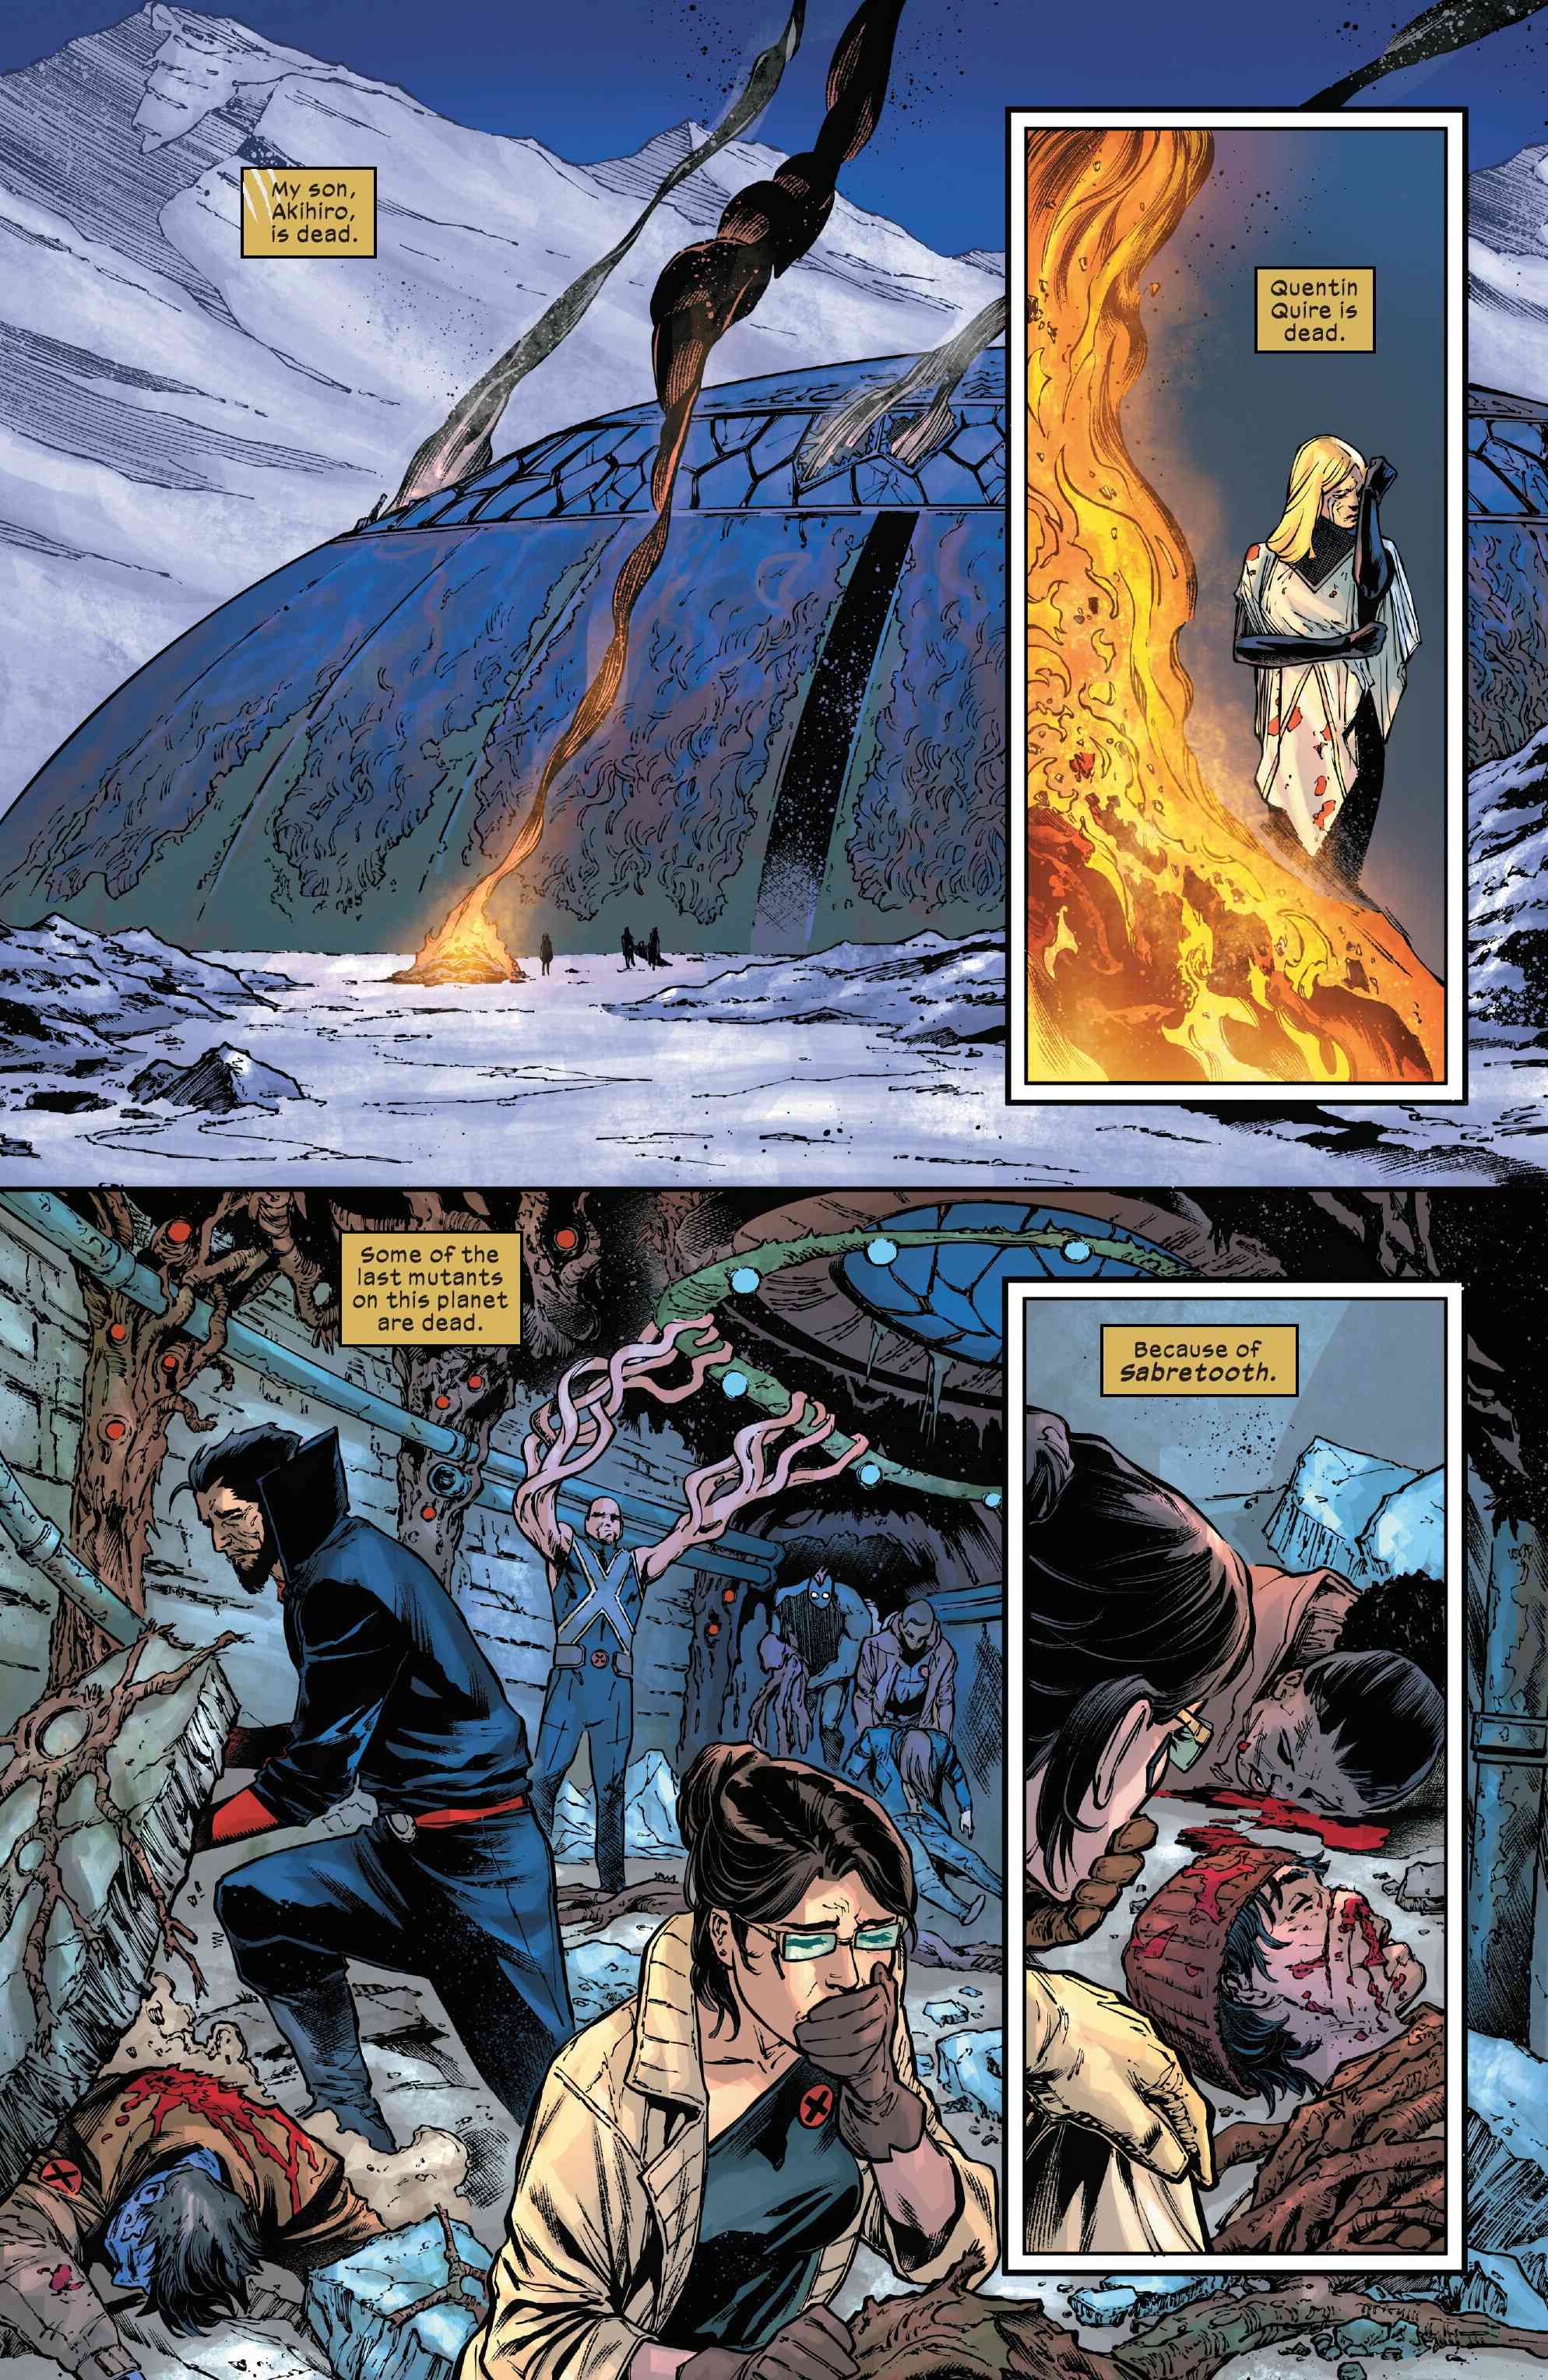 My son,
Akihiro,
is dead.
Quentin
Quire is
dead.
Some of the
last mutants
on this planet
are dead.
Because of
Sabretooth.